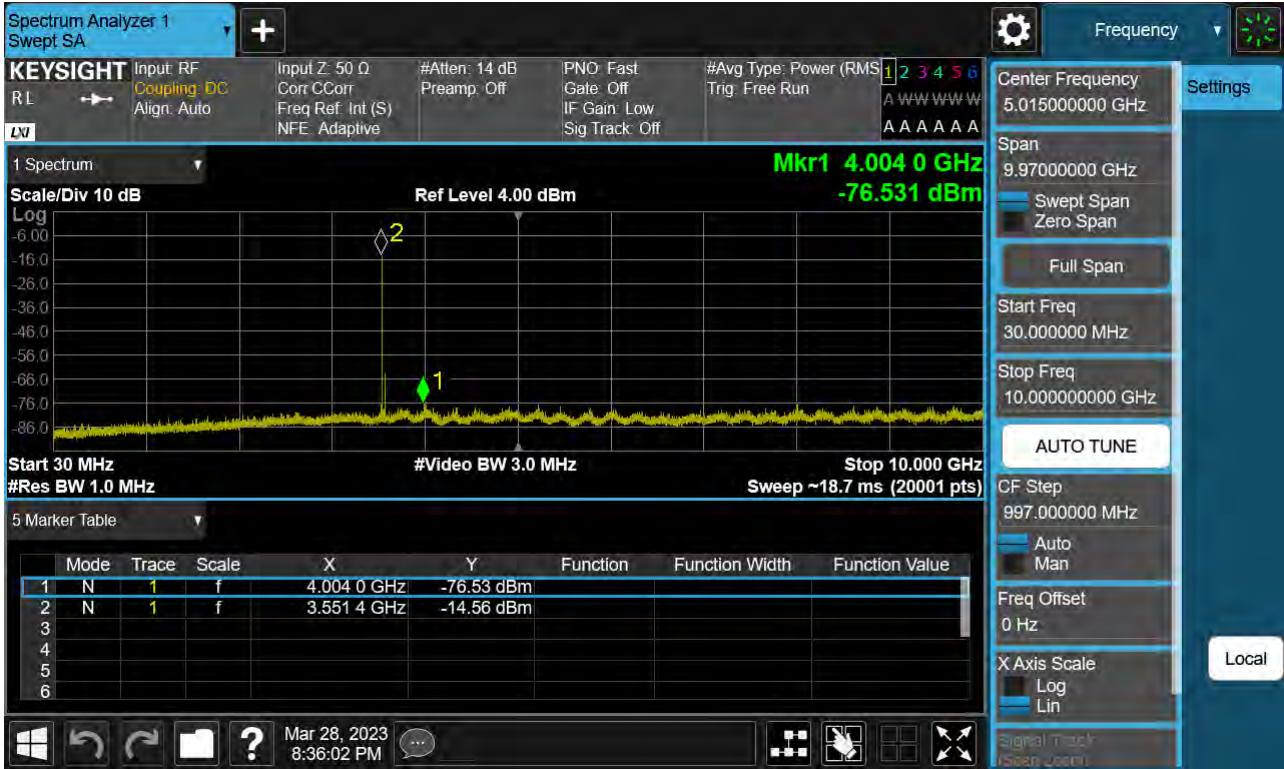 Spectrum Analyzer 1
Swept SA
+
Frequency
KEYSIGHT
RL
LXI
Input: RF
Coupling: DC
Align: Auto
Input Z: 50 Ω
Corr CCorr
Freq Ref: Int (S)
NFE: Adaptive
#Atten: 14 dB
Preamp: Off
PNO: Fast
Gate: Off
IF Gain: Low
Sig Track: Off
#Avg Type: Power (RMS
Trig: Free Run
1 2 3 4 5 6
A W W W W W
A A A A A A
1 Spectrum
Mkr1 4.004 0 GHz
-76.531 dBm
Scale/Div 10 dB
Ref Level 4.00 dBm
Log
-6.00
-16.0
-26.0
-36.0
-46.0
-56.0
-66.0
-76.0
-86.0
2
1
Start 30 MHz
#Video BW 3.0 MHz
Stop 10.000 GHz
#Res BW 1.0 MHz
Sweep ~18.7 ms (20001 pts)
5 Marker Table
Mode Trace Scale X Y Function Function Width Function Value
1 N 1 f 4.004 0 GHz -76.53 dBm
2 N 1 f 3.551 4 GHz -14.56 dBm
3
4
5
6
Mar 28, 2023
8:36:02 PM
?
Center Frequency
5.015000000 GHz
Settings
Span
9.97000000 GHz
Swept Span
Zero Span
Full Span
Start Freq
30.000000 MHz
Stop Freq
10.000000000 GHz
AUTO TUNE
CF Step
997.000000 MHz
Auto
Man
Freq Offset
0 Hz
X Axis Scale
Log
Lin
Local
Signal Track
(Span Zoom)